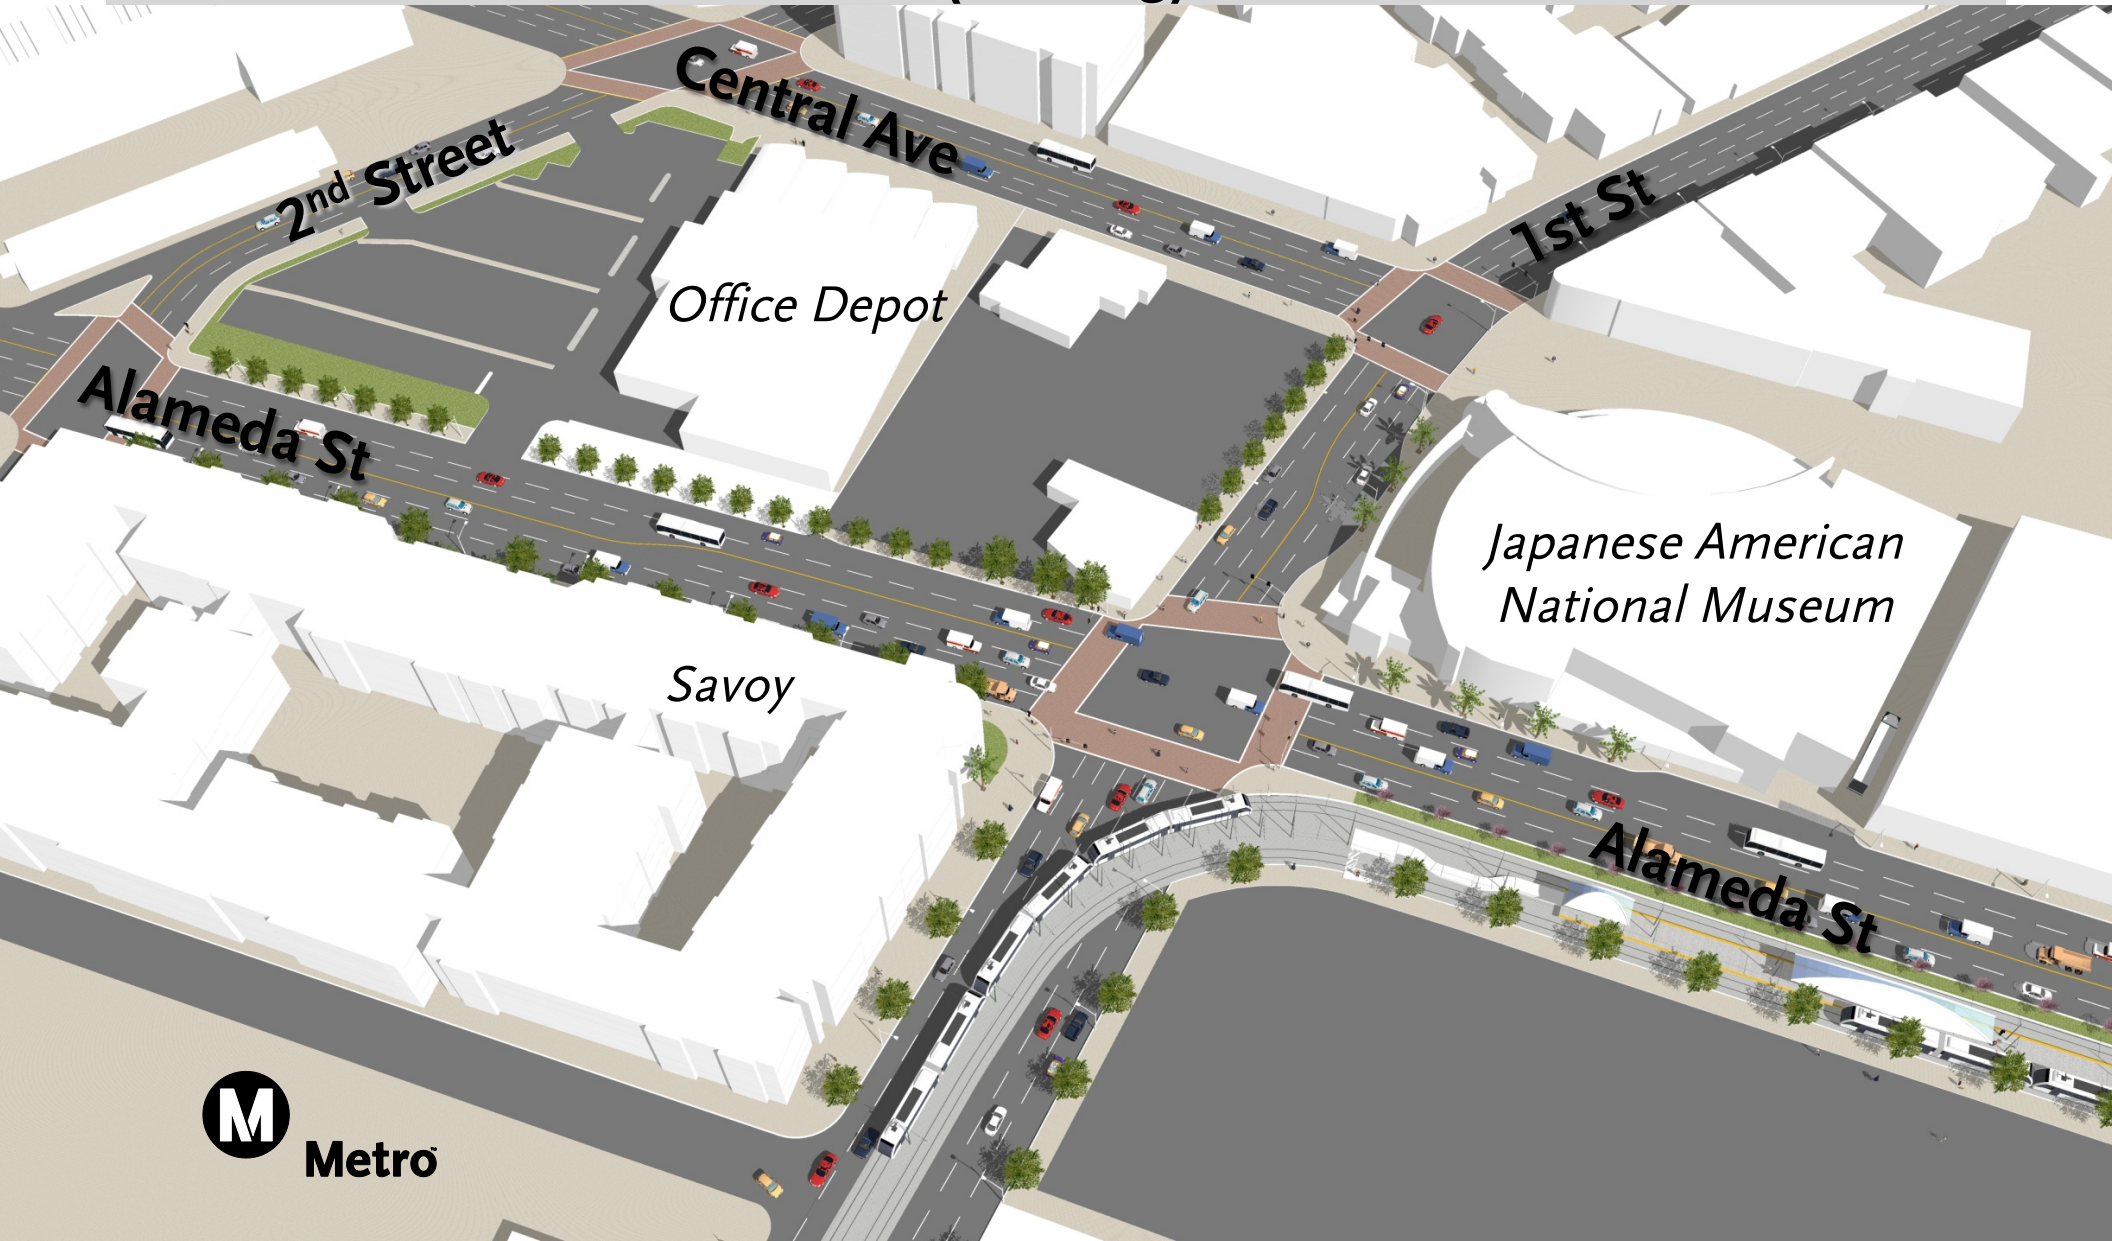 Central Ave
2nd Street
1st St
Office Depot
Alameda St
Japanese American
National Museum
Savoy
Alameda St
M
Metro